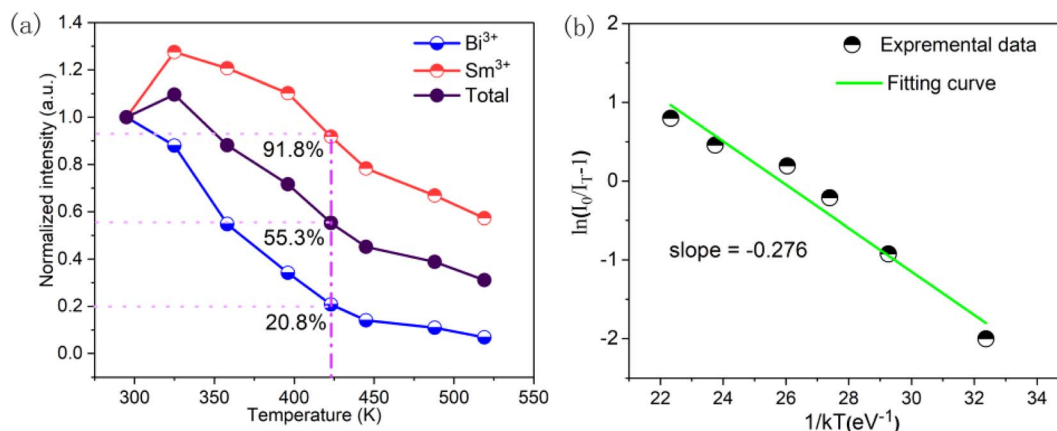 (a)
Normalized intensity (a.u.)
1.4
1.2
1.0
0.8
0.6
0.4
0.2
0.0
Bi³⁺
Sm³⁺
Total
91.8%
55.3%
20.8%
300 350 400 450 500 550
Temperature (K)
(b)
ln(I₀/I_T-1)
2
1
0
-1
-2
Expremental data
Fitting curve
slope = -0.276
22 24 26 28 30 32 34
1/kT(eV⁻¹)